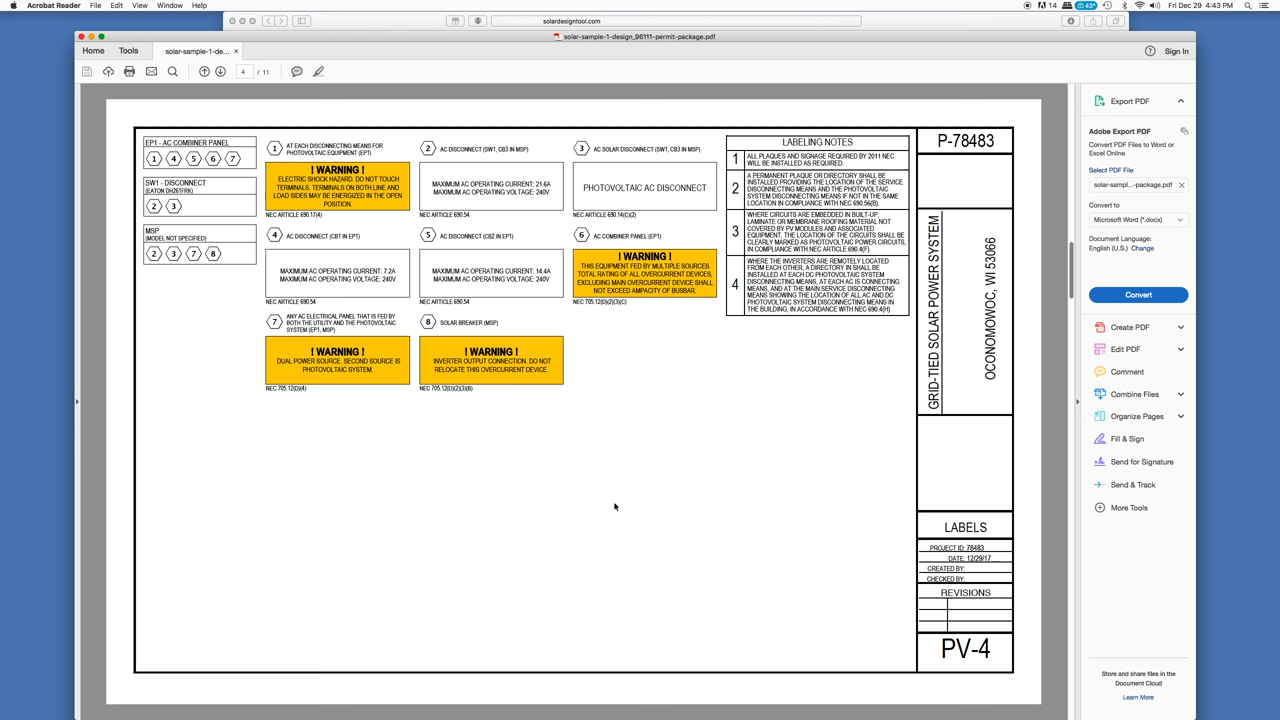 Acrobat Reader File Edit View Window Help
14 43° Fri Dec 29 4:43 PM
solardesigntool.com
solar-sample-1-design_96111-permit-package.pdf
Home Tools solar-sample-1-de... × Sign In
4 / 11
EP1 - AC COMBINER PANEL
1 4 5 6 7
SW1 - DISCONNECT
2 3
MSP
(MODEL NOT SPECIFIED)
2 3 7 8
1 AT EACH DISCONNECTING MEANS FOR
PHOTOVOLTAIC EQUIPMENT (EP1)
! WARNING !
ELECTRIC SHOCK HAZARD. DO NOT TOUCH
TERMINALS. TERMINALS ON BOTH LINE AND
LOAD SIDES MAY BE ENERGIZED IN THE OPEN
POSITION.
NEC ARTICLE 690.17(4)
2 AC DISCONNECT (SW1, CB3 IN MSP)
MAXIMUM AC OPERATING CURRENT: 21.6A
MAXIMUM AC OPERATING VOLTAGE: 240V
NEC ARTICLE 690.54
3 AC SOLAR DISCONNECT (SW1, CB3 IN MSP)
PHOTOVOLTAIC AC DISCONNECT
NEC ARTICLE 690.14(C)(2)
4 AC DISCONNECT (CB1 IN EP1)
MAXIMUM AC OPERATING CURRENT: 7.2A
MAXIMUM AC OPERATING VOLTAGE: 240V
NEC ARTICLE 690.54
5 AC DISCONNECT (CB2 IN EP1)
MAXIMUM AC OPERATING CURRENT: 14.4A
MAXIMUM AC OPERATING VOLTAGE: 240V
NEC ARTICLE 690.54
6 AC COMBINER PANEL (EP1)
! WARNING !
THIS EQUIPMENT FED BY MULTIPLE SOURCES.
TOTAL RATING OF ALL OVERCURRENT DEVICES,
EXCLUDING MAIN OVERCURRENT DEVICE SHALL
NOT EXCEED AMPACITY OF BUSBAR.
NEC 705.12(D)(2)(3)(C)
7 ANY AC ELECTRICAL PANEL THAT IS FED BY
BOTH THE UTILITY AND THE PHOTOVOLTAIC
SYSTEM (EP1, MSP)
! WARNING !
DUAL POWER SOURCE. SECOND SOURCE IS
PHOTOVOLTAIC SYSTEM.
NEC 705.12(D)(4)
8 SOLAR BREAKER (MSP)
! WARNING !
INVERTER OUTPUT CONNECTION. DO NOT
RELOCATE THIS OVERCURRENT DEVICE.
NEC 705.12(D)(2)(3)(B)
LABELING NOTES
1 ALL PLAQUES AND SIGNAGE REQUIRED BY 2011 NEC
WILL BE INSTALLED AS REQUIRED.
2 A PERMANENT PLAQUE OR DIRECTORY SHALL BE
INSTALLED PROVIDING THE LOCATION OF THE SERVICE
DISCONNECTING MEANS AND THE PHOTOVOLTAIC
SYSTEM DISCONNECTING MEANS IF NOT IN THE SAME
LOCATION IN COMPLIANCE WITH NEC 690.56(B).
3 WHERE CIRCUITS ARE EMBEDDED IN BUILT-UP,
LAMINATE OR MEMBRANE ROOFING MATERIAL NOT
COVERED BY PV MODULES AND ASSOCIATED
EQUIPMENT, THE LOCATION OF THE CIRCUITS SHALL BE
CLEARLY MARKED AS PHOTOVOLTAIC POWER CIRCUITS,
IN COMPLIANCE WITH NEC ARTICLE 690.4(F)
4 WHERE THE INVERTERS ARE REMOTELY LOCATED
FROM EACH OTHER, A DIRECTORY IN SHALL BE
INSTALLED AT EACH DC PHOTOVOLTAIC SYSTEM
DISCONNECTING MEANS, AT EACH AC IS CONNECTING
MEANS, AND AT THE MAIN SERVICE DISCONNECTING
MEANS SHOWING THE LOCATION OF ALL AC AND DC
PHOTOVOLTAIC SYSTEM DISCONNECTING MEANS IN
THE BUILDING, IN ACCORDANCE WITH NEC 690.4(H)
P-78483
GRID-TIED SOLAR POWER SYSTEM
OCONOMOWOC, WI 53066
LABELS
PROJECT ID: 78483
DATE: 12/29/17
CREATED BY:
CHECKED BY:
REVISIONS
PV-4
Export PDF
Adobe Export PDF
Convert PDF Files to Word or
Excel Online
Select PDF File
solar-sampl...-package.pdf ×
Convert to
Microsoft Word (*.docx)
Document Language:
English (U.S.) Change
Convert
Create PDF
Edit PDF
Comment
Combine Files
Organize Pages
Fill & Sign
Send for Signature
Send & Track
More Tools
Store and share files in the
Document Cloud
Learn More